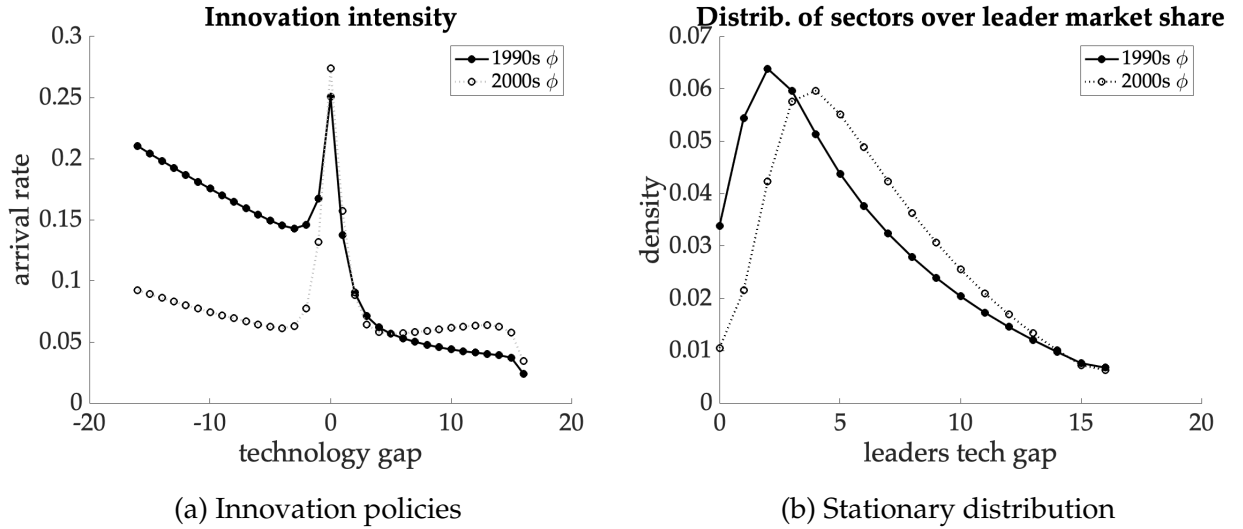 Innovation intensity
0.3
0.25
0.2
0.15
0.1
0.05
0
arrival rate
1990s ϕ
2000s ϕ
-20
-10
0
10
20
technology gap
(a) Innovation policies
Distrib. of sectors over leader market share
0.07
0.06
0.05
0.04
0.03
0.02
0.01
0
density
1990s ϕ
2000s ϕ
0
5
10
15
20
leaders tech gap
(b) Stationary distribution